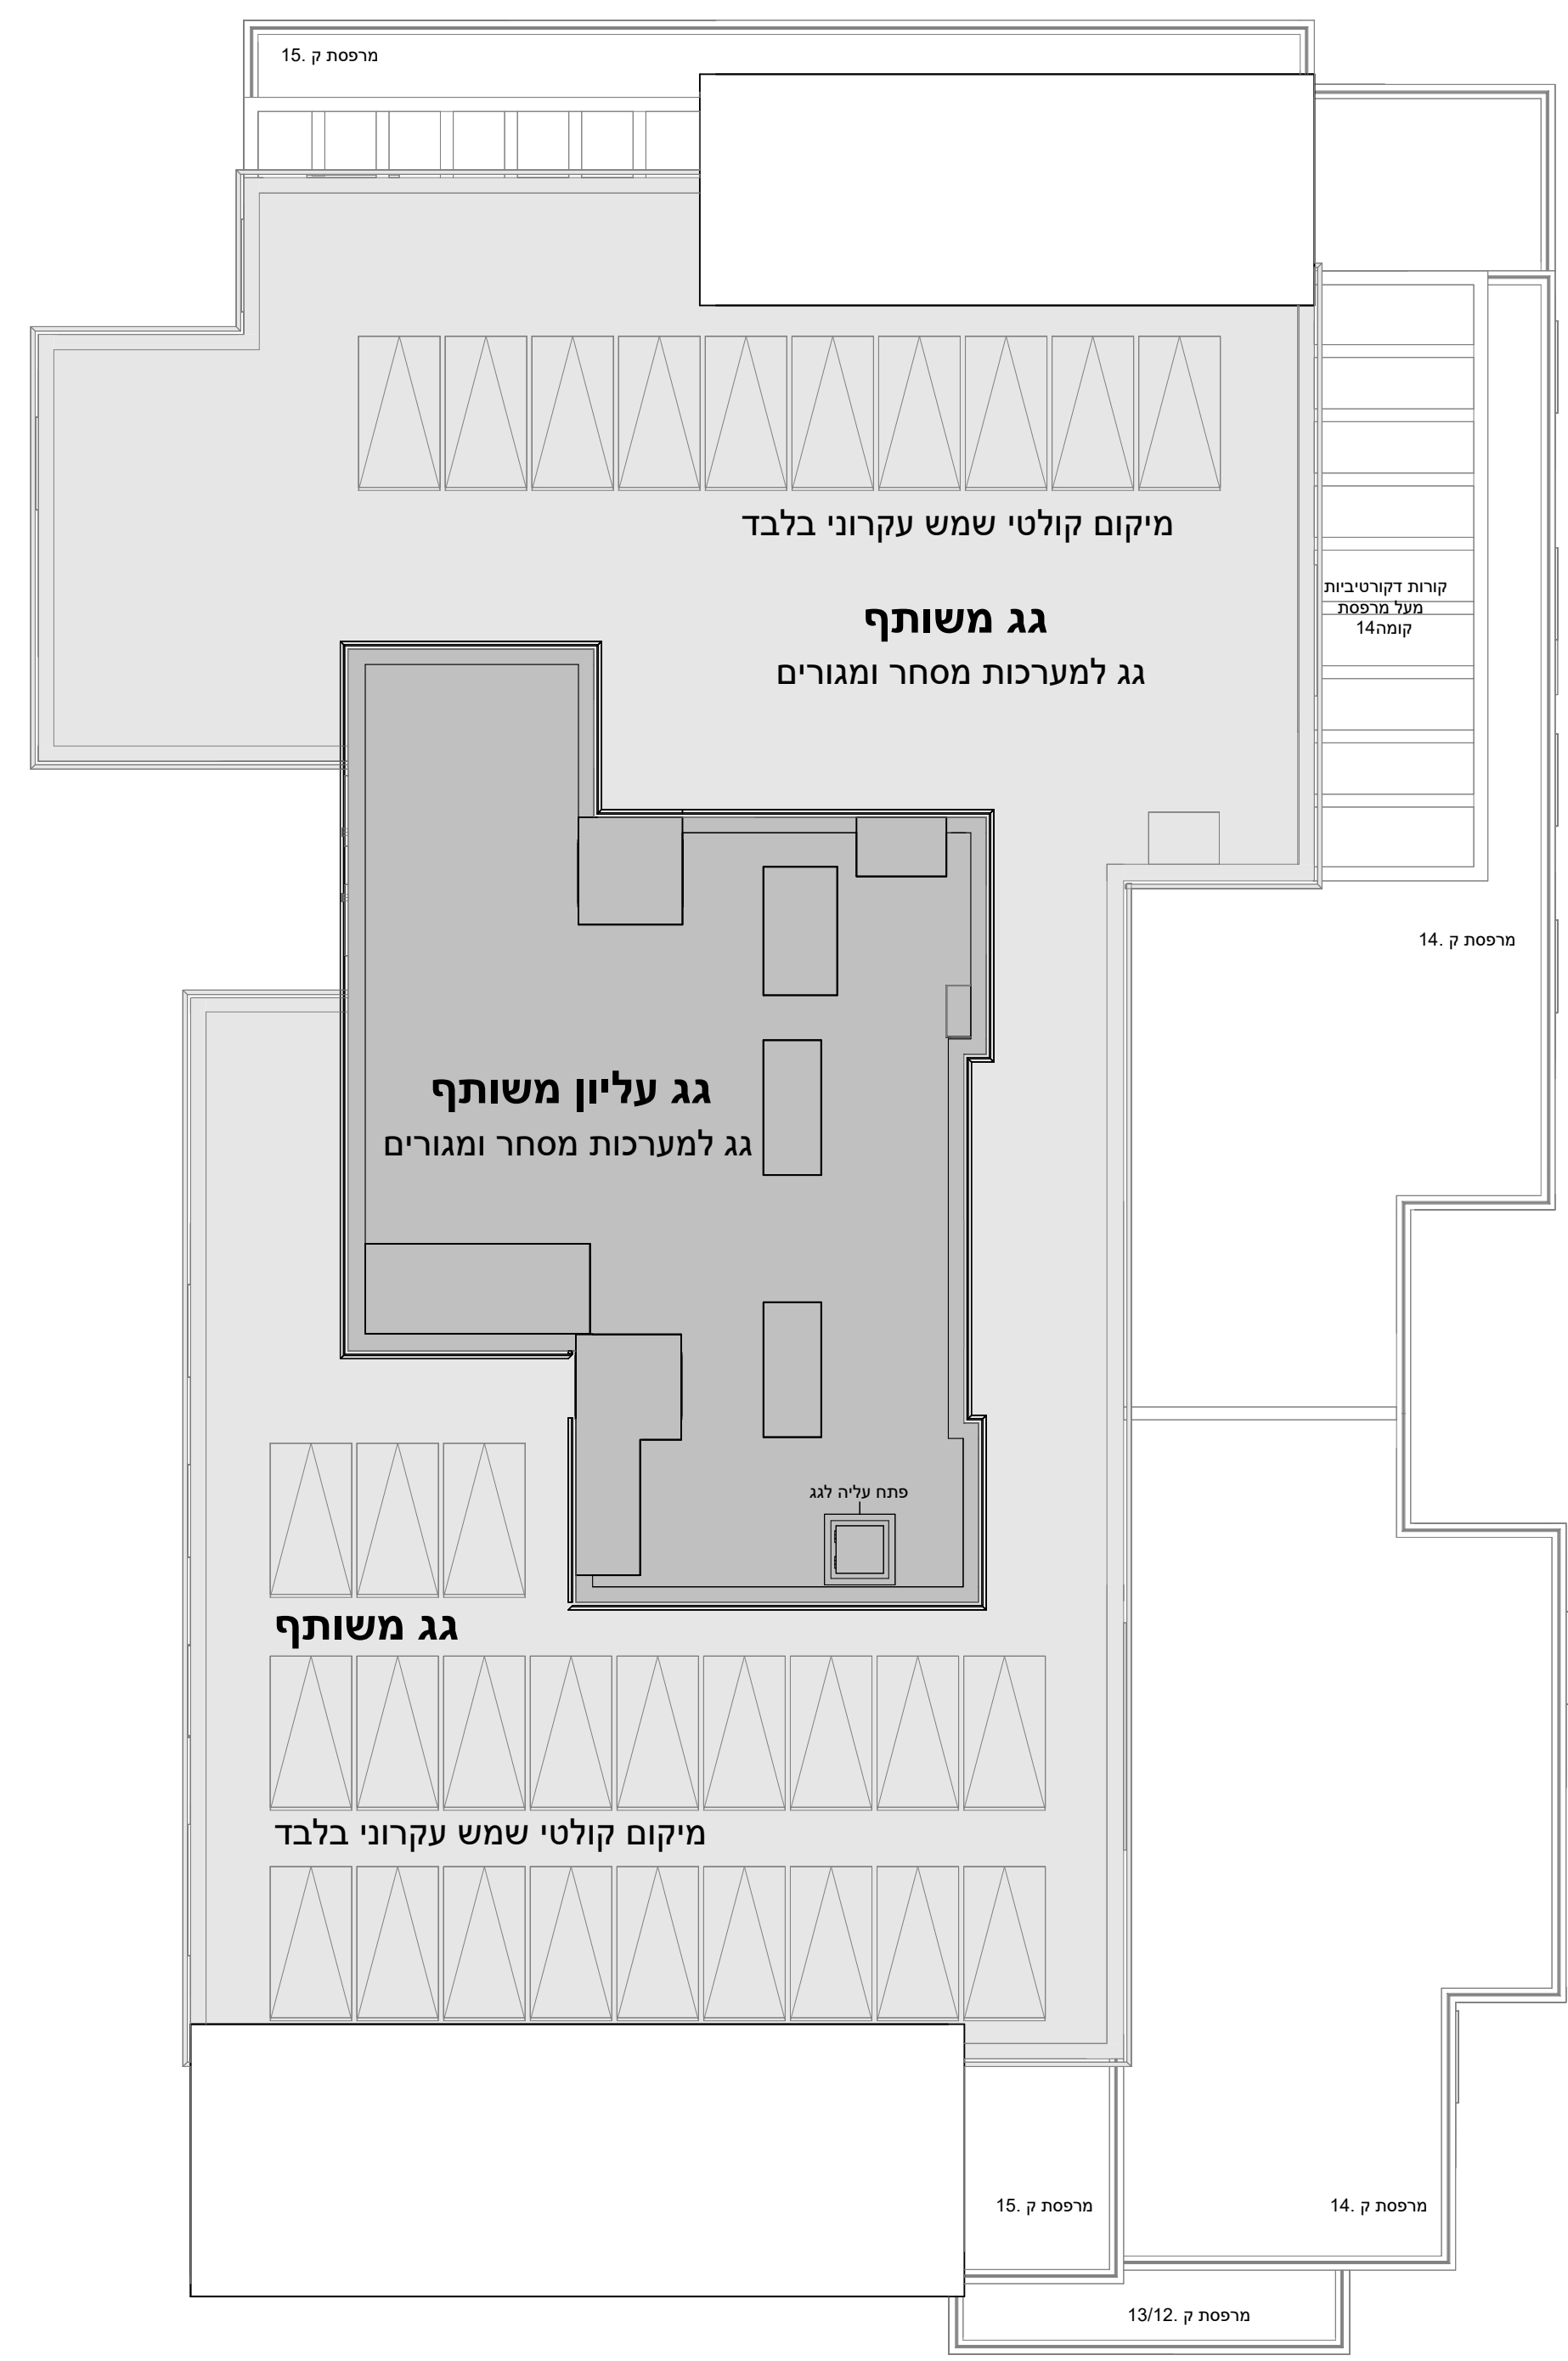 מרפסת ק .15
מיקום קולטי שמש עקרוני בלבד
גג משותף
גג למערכות מסחר ומגורים
קורות דקורטיביות
מעל מרפסת
קומה14
מרפסת ק .14
גג עליון משותף
גג למערכות מסחר ומגורים
פתח עליה לגג
גג משותף
מיקום קולטי שמש עקרוני בלבד
מרפסת ק .14
מרפסת ק .15
מרפסת ק .13/12